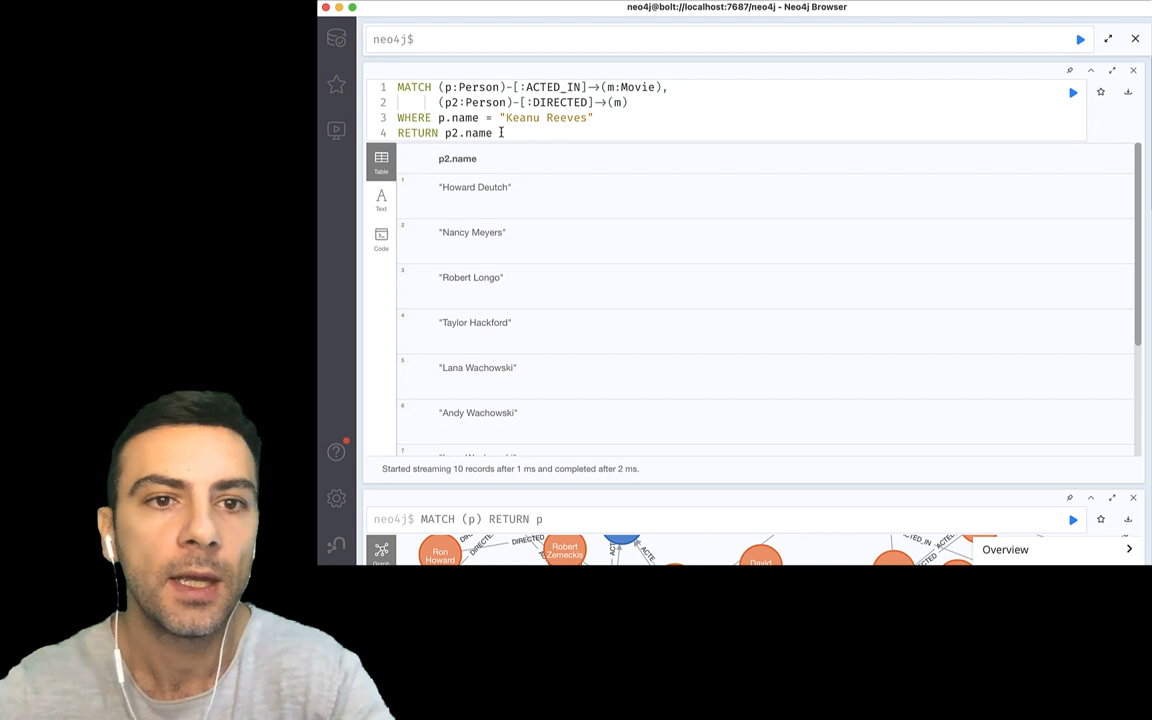 neo4j@bolt://localhost:7687/neo4j - Neo4j Browser
neo4j$
1 MATCH (p:Person)-[:ACTED_IN]->(m:Movie),
2 (p2:Person)-[:DIRECTED]->(m)
3 WHERE p.name = "Keanu Reeves"
4 RETURN p2.name
Table
Text
Code
p2.name
1
"Howard Deutch"
2
"Nancy Meyers"
3
"Robert Longo"
4
"Taylor Hackford"
5
"Lana Wachowski"
6
"Andy Wachowski"
7
Started streaming 10 records after 1 ms and completed after 2 ms.
neo4j$ MATCH (p) RETURN p
Ron
Howard
DIRECTED
Robert
Zemeckis
David
ACTED_IN
Overview